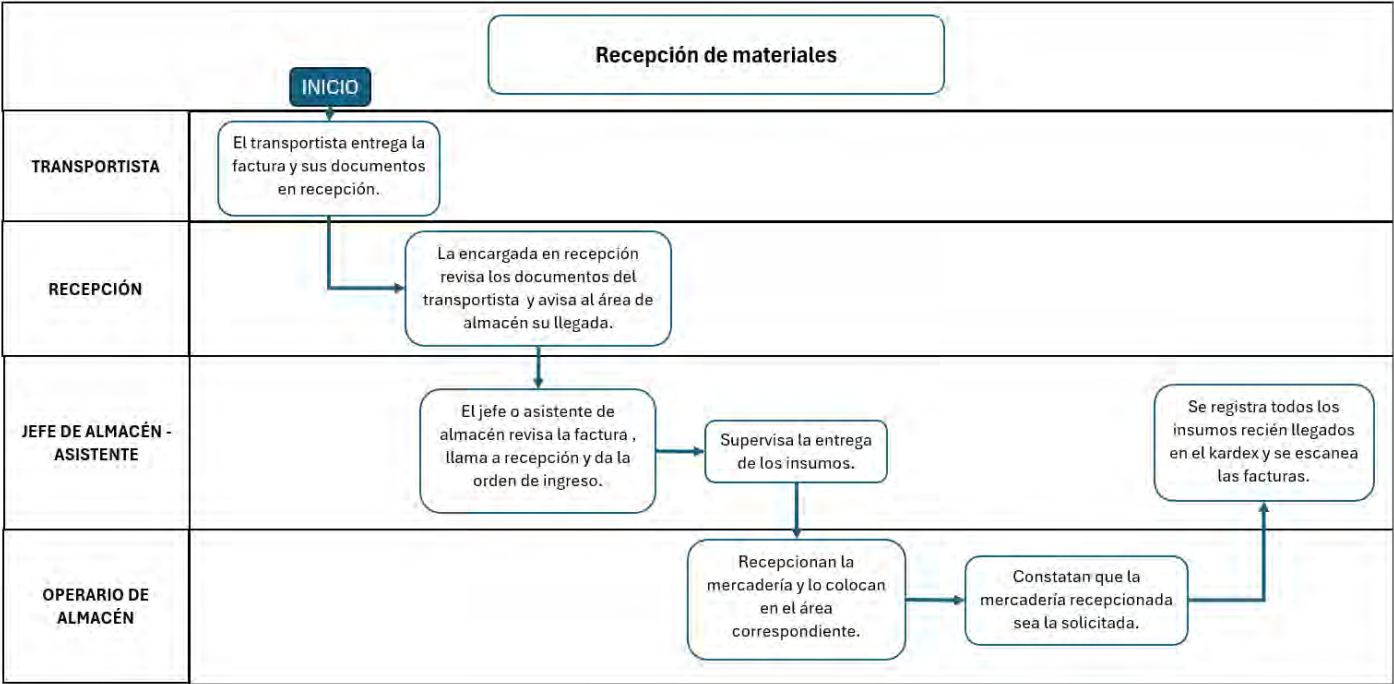 Recepción de materiales
INICIO
TRANSPORTISTA
El transportista entrega la
factura y sus documentos
en recepción.
RECEPCIÓN
La encargada en recepción
revisa los documentos del
transportista y avisa al área de
almacén su llegada.
JEFE DE ALMACÉN -
ASISTENTE
El jefe o asistente de
almacén revisa la factura ,
llama a recepción y da la
orden de ingreso.
Supervisa la entrega
de los insumos.
Se registra todos los
insumos recién llegados
en el kardex y se escanea
las facturas.
OPERARIO DE
ALMACÉN
Recepcionan la
mercadería y lo colocan
en el área
correspondiente.
Constatan que la
mercadería recepcionada
sea la solicitada.